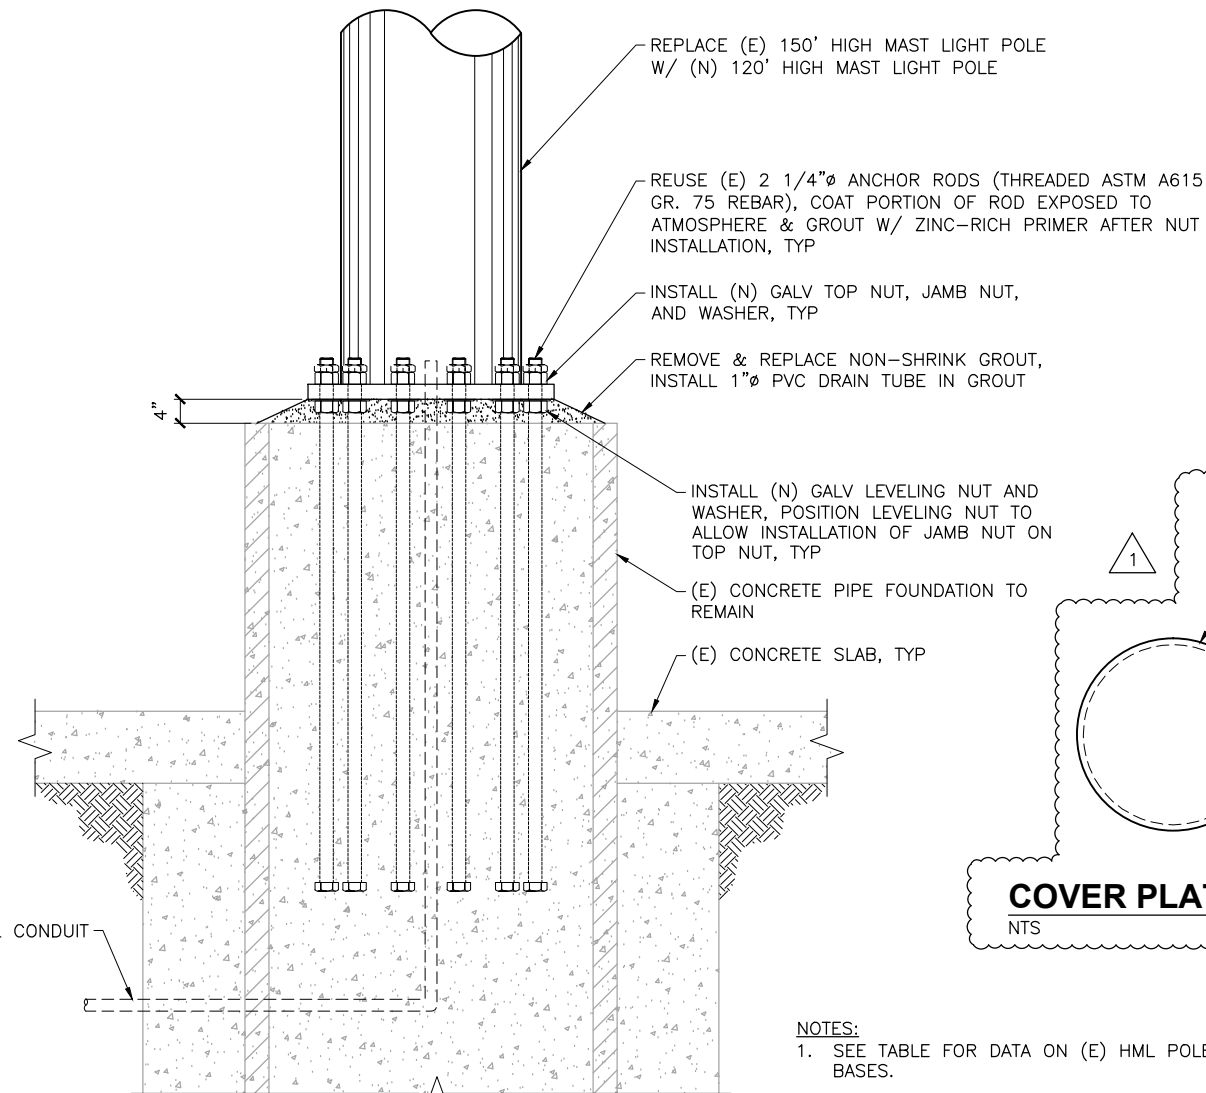 REPLACE (E) 150' HIGH MAST LIGHT POLE
W/ (N) 120' HIGH MAST LIGHT POLE
REUSE (E) 2 1/4"ø ANCHOR RODS (THREADED ASTM A615
GR. 75 REBAR), COAT PORTION OF ROD EXPOSED TO
ATMOSPHERE & GROUT W/ ZINC-RICH PRIMER AFTER NUT
INSTALLATION, TYP
INSTALL (N) GALV TOP NUT, JAMB NUT,
AND WASHER, TYP
REMOVE & REPLACE NON-SHRINK GROUT,
INSTALL 1"ø PVC DRAIN TUBE IN GROUT
4"
INSTALL (N) GALV LEVELING NUT AND
WASHER, POSITION LEVELING NUT TO
ALLOW INSTALLATION OF JAMB NUT ON
TOP NUT, TYP
1
(E) CONCRETE PIPE FOUNDATION TO
REMAIN
(E) CONCRETE SLAB, TYP
COVER PLAT
NTS
CONDUIT
NOTES:
1. SEE TABLE FOR DATA ON (E) HML POLE
BASES.